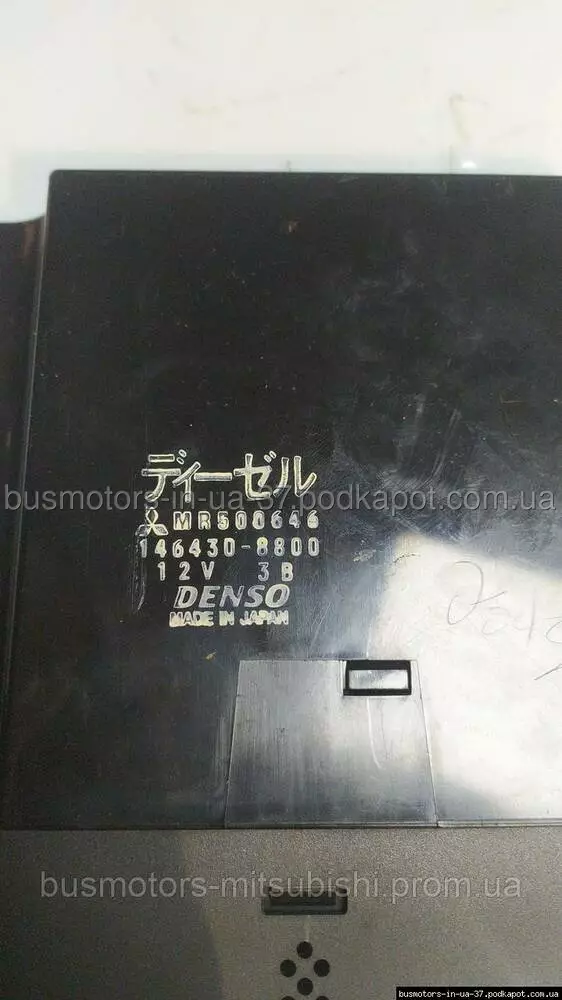 ディーゼル
busmotors-in-ua-37.podkapot.com.ua
MR500646
146430-8800
12V 3B
DENSO
MADE IN JAPAN
busmotors-mitsubishi.prom.ua
busmotors-in-ua-37.podkapot.com.ua